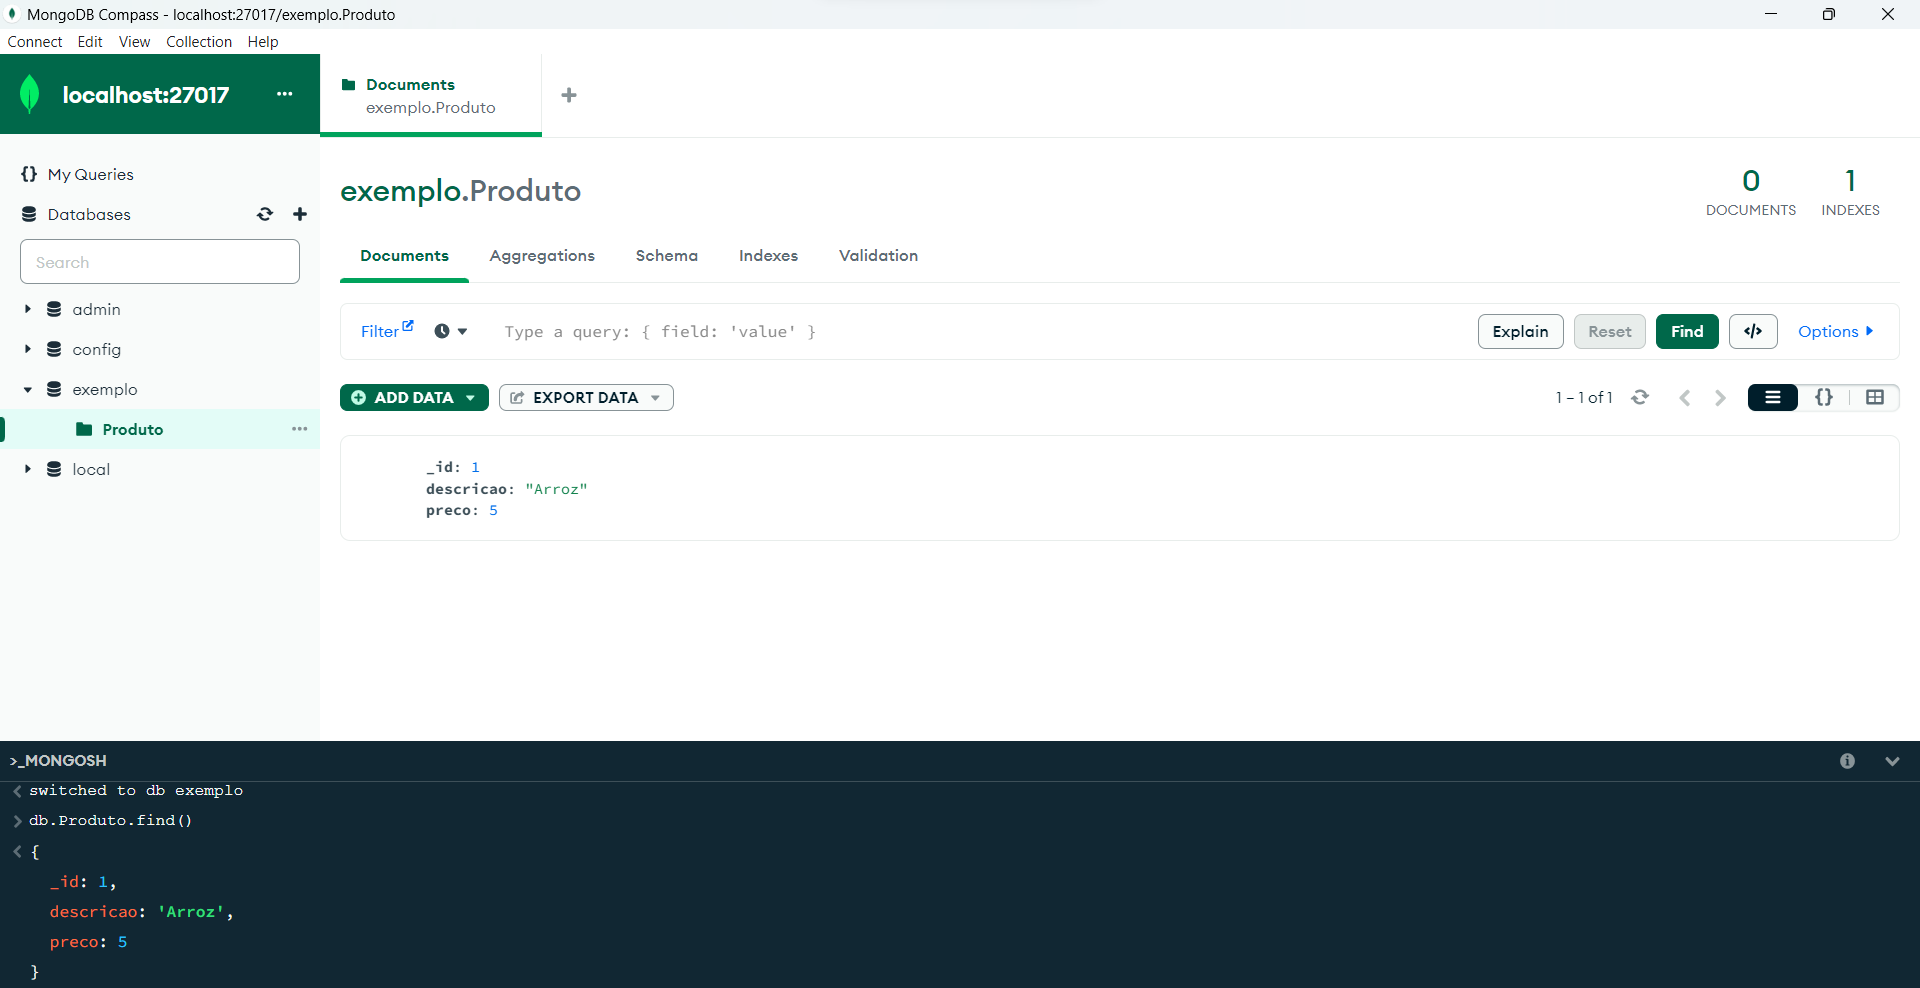 MongoDB Compass - localhost:27017/exemplo.Produto
Connect Edit View Collection Help
localhost:27017
Documents
exemplo.Produto
My Queries
Databases
Search
admin
config
exemplo
Produto
local
exemplo.Produto
0
DOCUMENTS
1
INDEXES
Documents Aggregations Schema Indexes Validation
Filter Type a query: { field: 'value' } Explain Reset Find </> Options
ADD DATA EXPORT DATA 1 – 1 of 1 {}
_id: 1
descricao: "Arroz"
preco: 5
>_MONGOSH
< switched to db exemplo
> db.Produto.find()
< {
_id: 1,
descricao: 'Arroz',
preco: 5
}